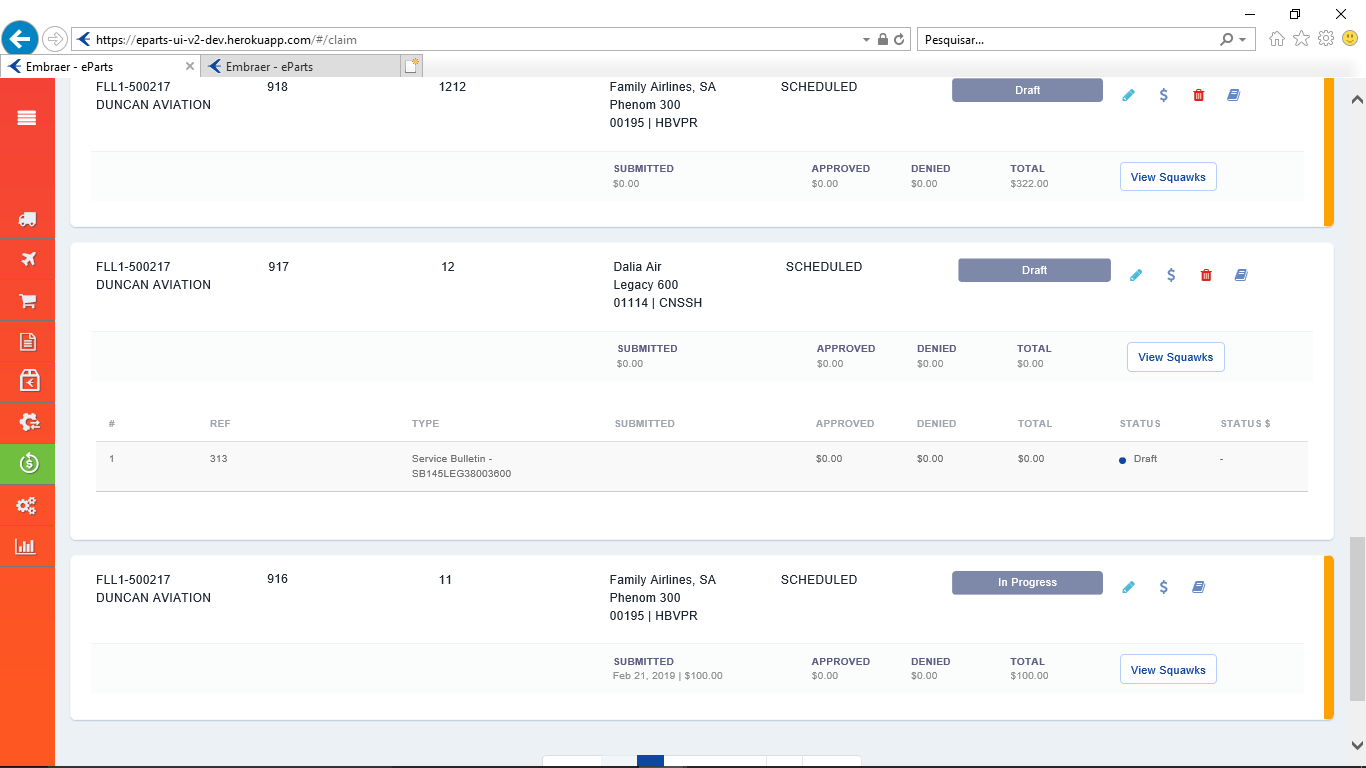 https://eparts-ui-v2-dev.herokuapp.com/#/claim
Pesquisar...
Embraer - eParts
Embraer - eParts
FLL1-500217 918 1212 Family Airlines, SA SCHEDULED Draft $
DUNCAN AVIATION Phenom 300
00195 | HBVPR
SUBMITTED APPROVED DENIED TOTAL
$0.00 $0.00 $0.00 $322.00
View Squawks
FLL1-500217 917 12 Dalia Air SCHEDULED Draft $
DUNCAN AVIATION Legacy 600
01114 | CNSSH
SUBMITTED APPROVED DENIED TOTAL
$0.00 $0.00 $0.00 $0.00
View Squawks
# REF TYPE SUBMITTED APPROVED DENIED TOTAL STATUS STATUS $
1 313 Service Bulletin - $0.00 $0.00 $0.00 Draft -
SB145LEG38003600
FLL1-500217 916 11 Family Airlines, SA SCHEDULED In Progress $
DUNCAN AVIATION Phenom 300
00195 | HBVPR
SUBMITTED APPROVED DENIED TOTAL
Feb 21, 2019 | $100.00 $0.00 $0.00 $100.00
View Squawks